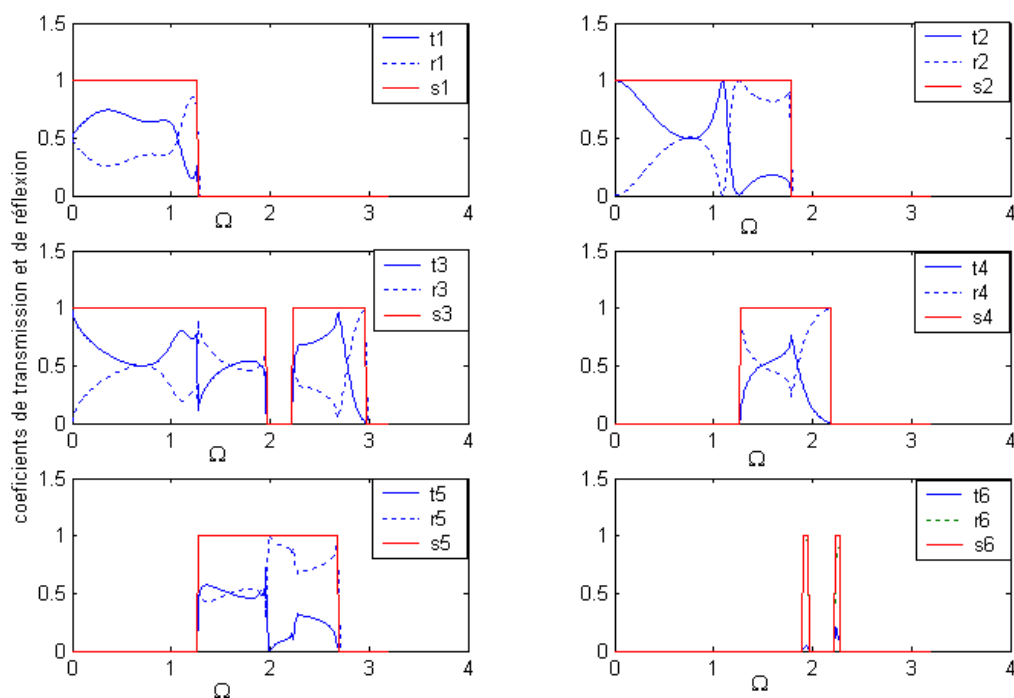 coeficients de transmission et de réflexion
1.5
1
0.5
0
0 1 2 3 4
Ω
t1
r1
s1
1.5
1
0.5
0
0 1 2 3 4
Ω
t2
r2
s2
1.5
1
0.5
0
0 1 2 3 4
Ω
t3
r3
s3
1.5
1
0.5
0
0 1 2 3 4
Ω
t4
r4
s4
1.5
1
0.5
0
0 1 2 3 4
Ω
t5
r5
s5
1.5
1
0.5
0
0 1 2 3 4
Ω
t6
r6
s6